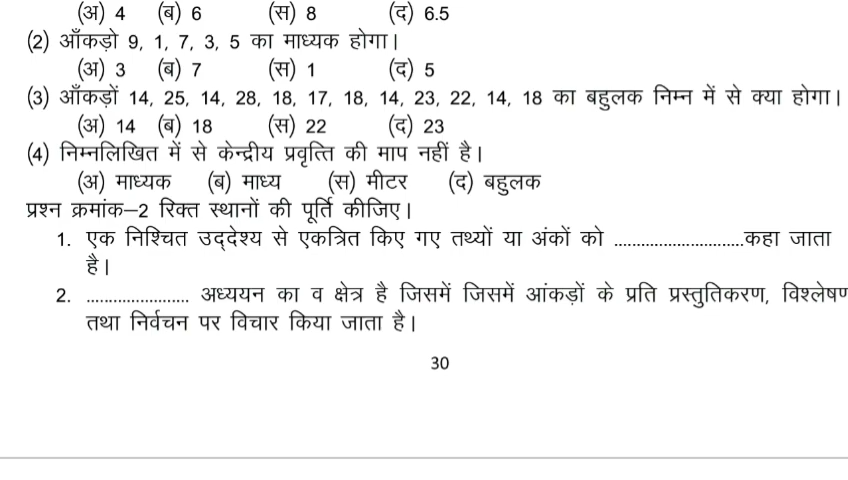 (अ) 4 (ब) 6 (स) 8 (द) 6.5
(2) आँकड़ो 9, 1, 7, 3, 5 का माध्यक होगा।
(अ) 3 (ब) 7 (स) 1 (द) 5
(3) आँकड़ों 14, 25, 14, 28, 18, 17, 18, 14, 23, 22, 14, 18 का बहुलक निम्न में से क्या होगा।
(अ) 14 (ब) 18 (स) 22 (द) 23
(4) निम्नलिखित में से केन्द्रीय प्रवृत्ति की माप नहीं है।
(अ) माध्यक (ब) माध्य (स) मीटर (द) बहुलक
प्रश्न क्रमांक–2 रिक्त स्थानों की पूर्ति कीजिए।
1. एक निश्चित उद्देश्य से एकत्रित किए गए तथ्यों या अंकों को .............................कहा जाता
है।
2. ....................... अध्ययन का व क्षेत्र है जिसमें जिसमें आंकड़ों के प्रति प्रस्तुतिकरण, विश्लेषण
तथा निर्वचन पर विचार किया जाता है।
30